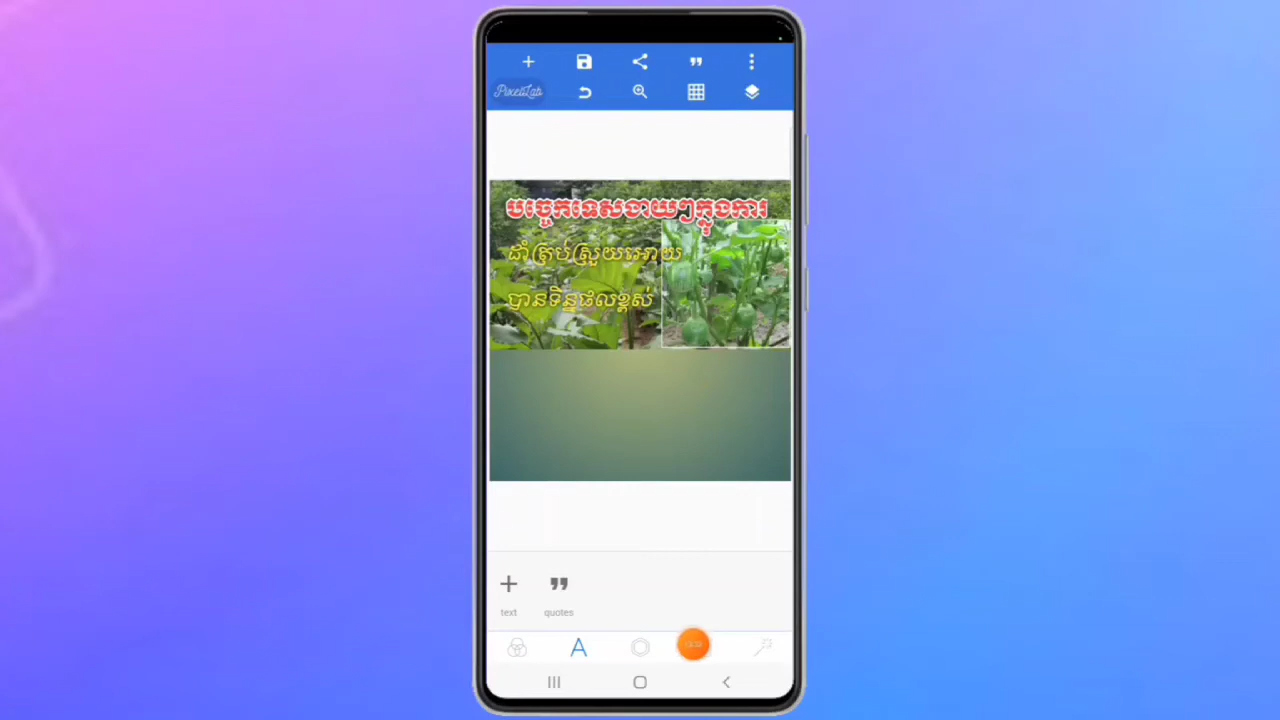 PixelLab
បច្ចេកទេសងាយៗក្នុងការ
ដាំត្រប់ស្រួយអោយ
បានទិន្នផលខ្ពស់
text
quotes